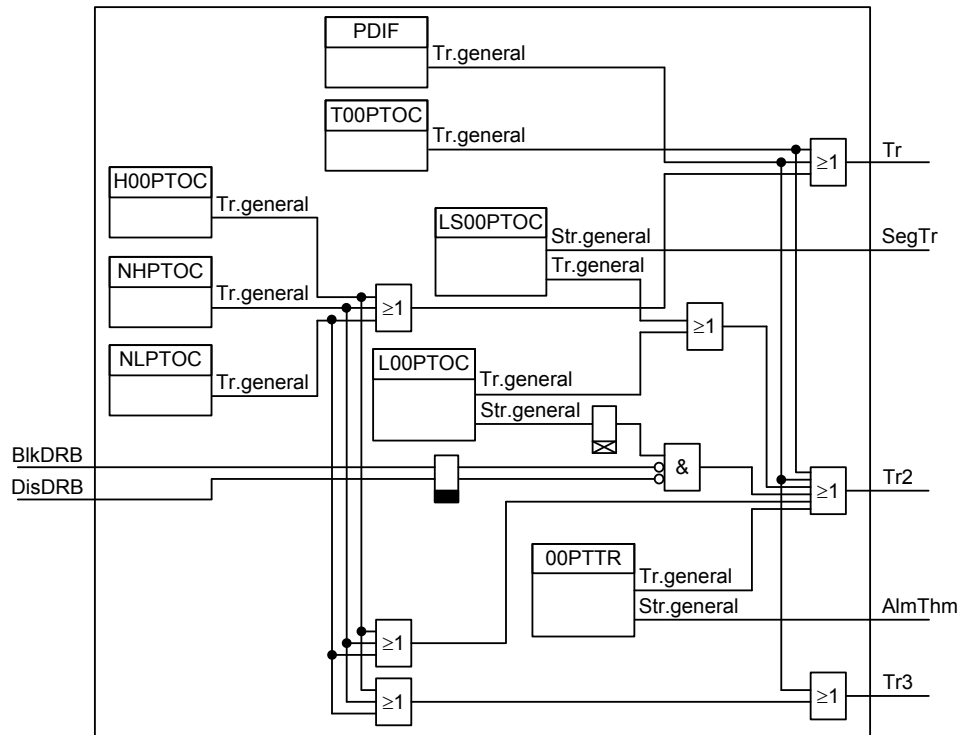 PDIF
Tr.general
T00PTOC
Tr.general
≥1
Tr
H00PTOC
Tr.general
LS00PTOC
Str.general
SegTr
Tr.general
NHPTOC
Tr.general
≥1
≥1
NLPTOC
Tr.general
L00PTOC
Tr.general
Str.general
BlkDRB
&
DisDRB
≥1
Tr2
00PTTR
Tr.general
Str.general
AlmThm
≥1
≥1
≥1
Tr3